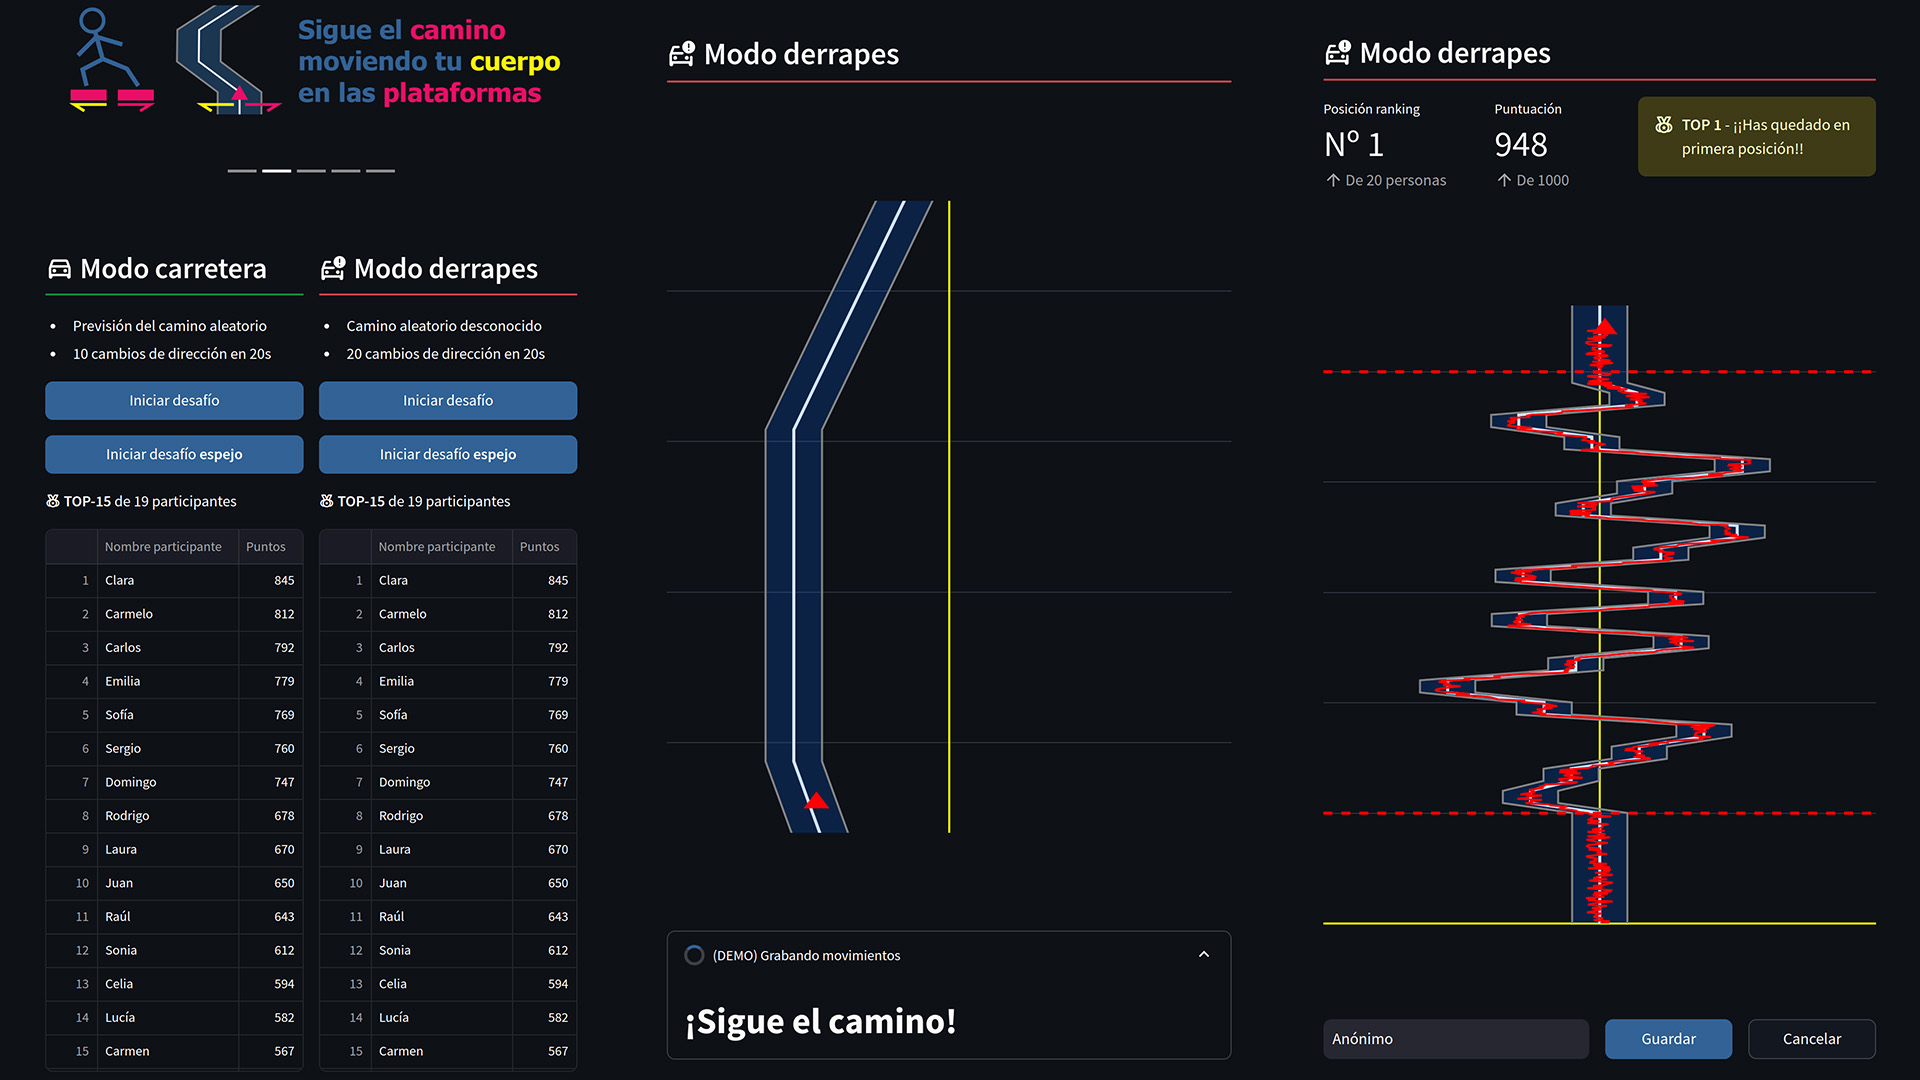 Sigue el camino
moviendo tu cuerpo
en las plataformas
Modo carretera
Previsión del camino aleatorio
10 cambios de dirección en 20s
Iniciar desafío
Iniciar desafío espejo
TOP-15 de 19 participantes
Nombre participante Puntos
1 Clara 845
2 Carmelo 812
3 Carlos 792
4 Emilia 779
5 Sofía 769
6 Sergio 760
7 Domingo 747
8 Rodrigo 678
9 Laura 670
10 Juan 650
11 Raúl 643
12 Sonia 612
13 Celia 594
14 Lucía 582
15 Carmen 567
Modo derrapes
Camino aleatorio desconocido
20 cambios de dirección en 20s
Iniciar desafío
Iniciar desafío espejo
TOP-15 de 19 participantes
Nombre participante Puntos
1 Clara 845
2 Carmelo 812
3 Carlos 792
4 Emilia 779
5 Sofía 769
6 Sergio 760
7 Domingo 747
8 Rodrigo 678
9 Laura 670
10 Juan 650
11 Raúl 643
12 Sonia 612
13 Celia 594
14 Lucía 582
15 Carmen 567
Modo derrapes
(DEMO) Grabando movimientos
¡Sigue el camino!
Modo derrapes
Posición ranking
Nº 1
De 20 personas
Puntuación
948
De 1000
TOP 1 - ¡¡Has quedado en
primera posición!!
Anónimo
Guardar
Cancelar